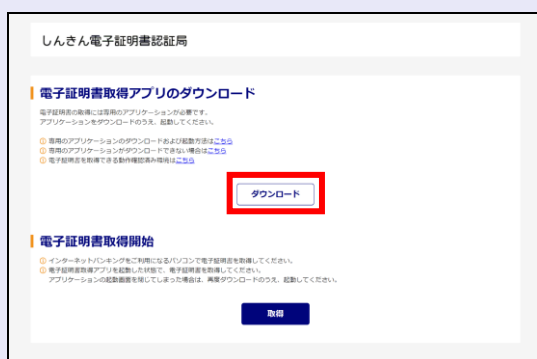 しんきん電子証明書認証局
電子証明書取得アプリのダウンロード
電子証明書の取得には専用のアプリケーションが必要です。
アプリケーションをダウンロードのうえ、起動してください。
専用のアプリケーションのダウンロードおよび起動方法はこちら
専用のアプリケーションがダウンロードできない場合はこちら
電子証明書を取得できる動作確認済み環境はこちら
ダウンロード
電子証明書取得開始
インターネットバンキングをご利用になるパソコンで電子証明書を取得してください。
電子証明書取得アプリを起動した状態で、電子証明書を取得してください。
アプリケーションの起動画面を閉じてしまった場合は、再度ダウンロードのうえ、起動してください。
取得